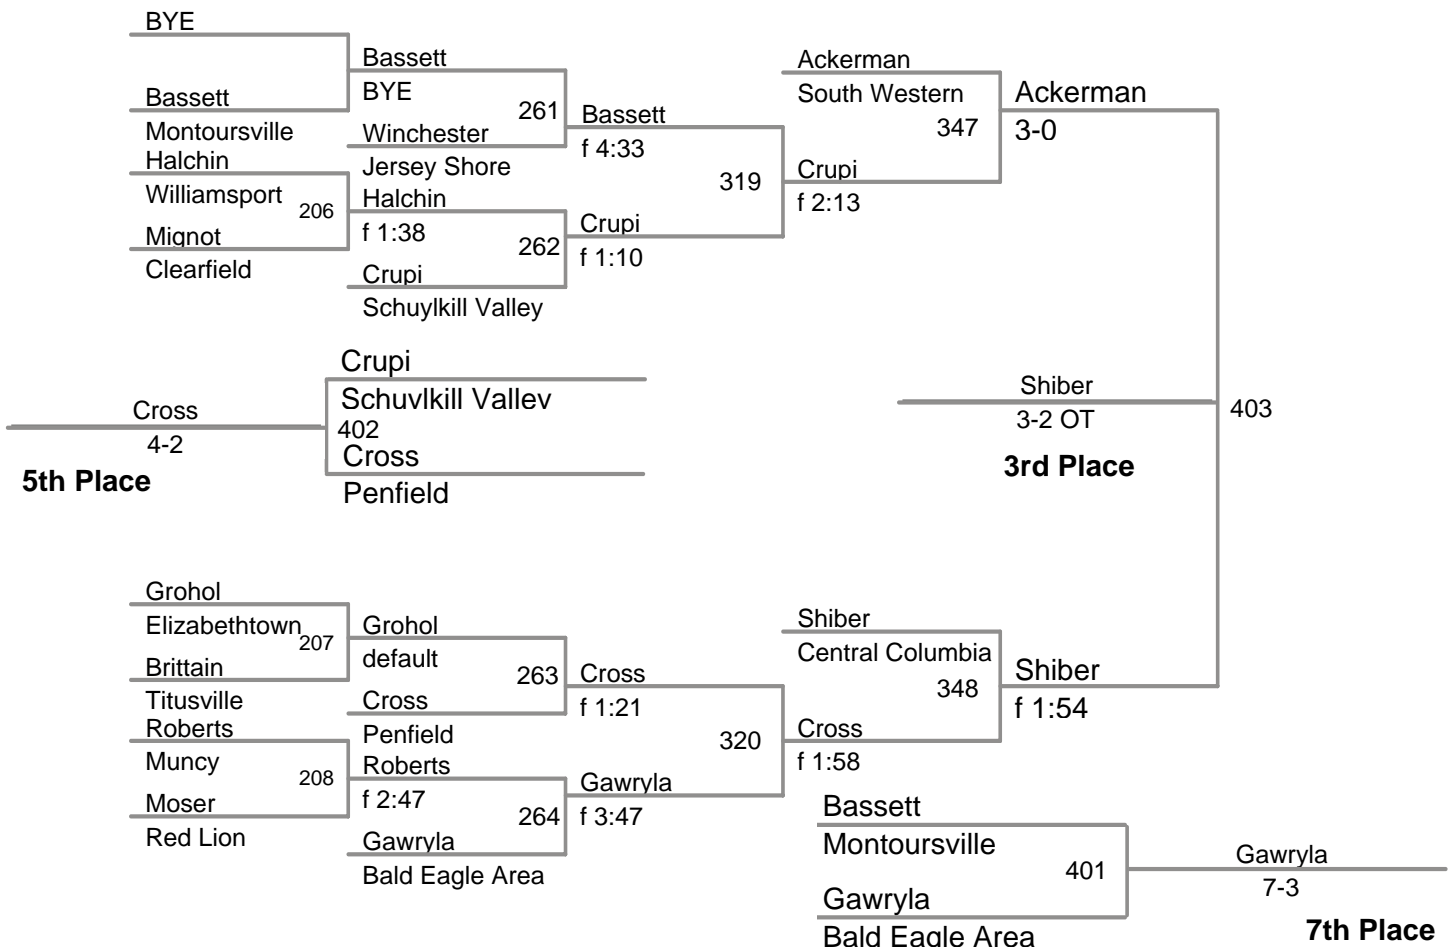 BYE
Bassett
Ackerman
BYE
South Western
Ackerman
Bassett
261
Bassett
347
3-0
Montoursville
Winchester
f 4:33
Halchin
Jersey Shore
319
Crupi
Williamsport
206
Halchin
f 2:13
Mignot
f 1:38
262
Crupi
Clearfield
Crupi
f 1:10
Schuylkill Valley
Crupi
Schuvlkill Vallev
Shiber
Cross
402
3-2 OT
403
4-2
Cross
3rd Place
5th Place
Penfield
Grohol
Elizabethtown
207
Grohol
Shiber
Brittain
default
263
Cross
Central Columbia
Shiber
Titusville
Cross
f 1:21
348
f 1:54
Roberts
Penfield
320
Cross
Muncy
208
Roberts
f 1:58
Moser
f 2:47
264
Gawryla
Red Lion
Gawryla
f 3:47
Bald Eagle Area
Bassett
Montoursville
401
Gawryla
Gawryla
7-3
Bald Eagle Area
7th Place